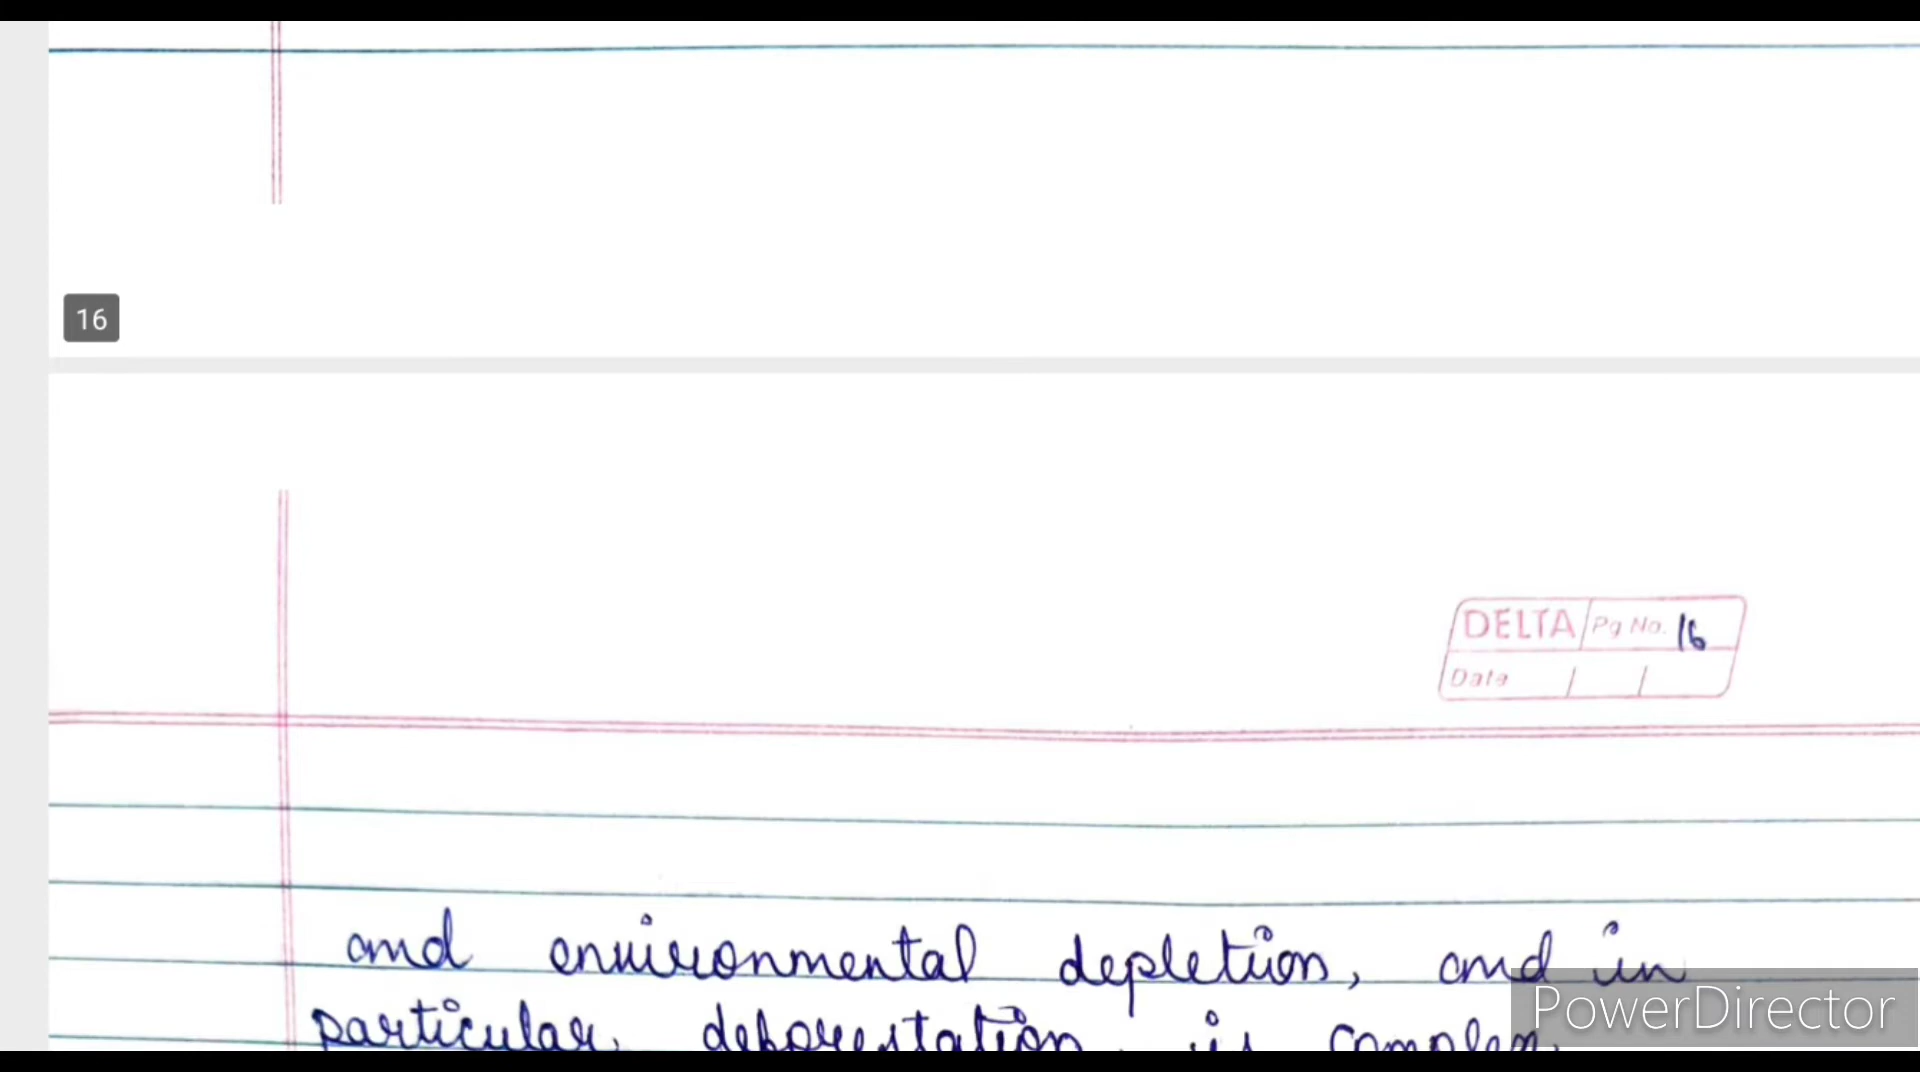 16
DELTA Pg No. 16
Date / /
and environmental depletion, and in
particular, deforestation, is complex.
PowerDirector